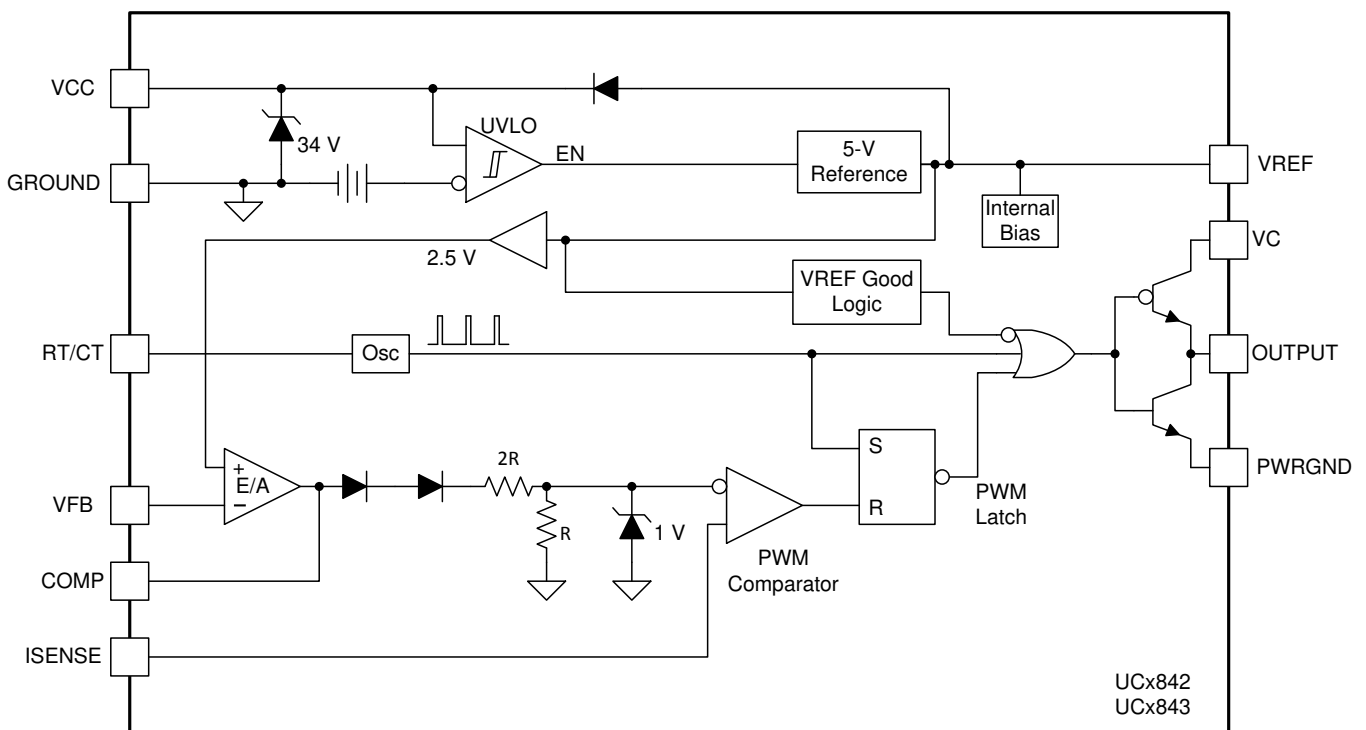 VCC
UVLO
34 V
EN
5-V
Reference
VREF
GROUND
Internal
Bias
VC
2.5 V
VREF Good
Logic
RT/CT
Osc
OUTPUT
2R
S
+
E/A
−
PWRGND
VFB
R
1 V
R
PWM
Latch
COMP
PWM
Comparator
ISENSE
UCx842
UCx843